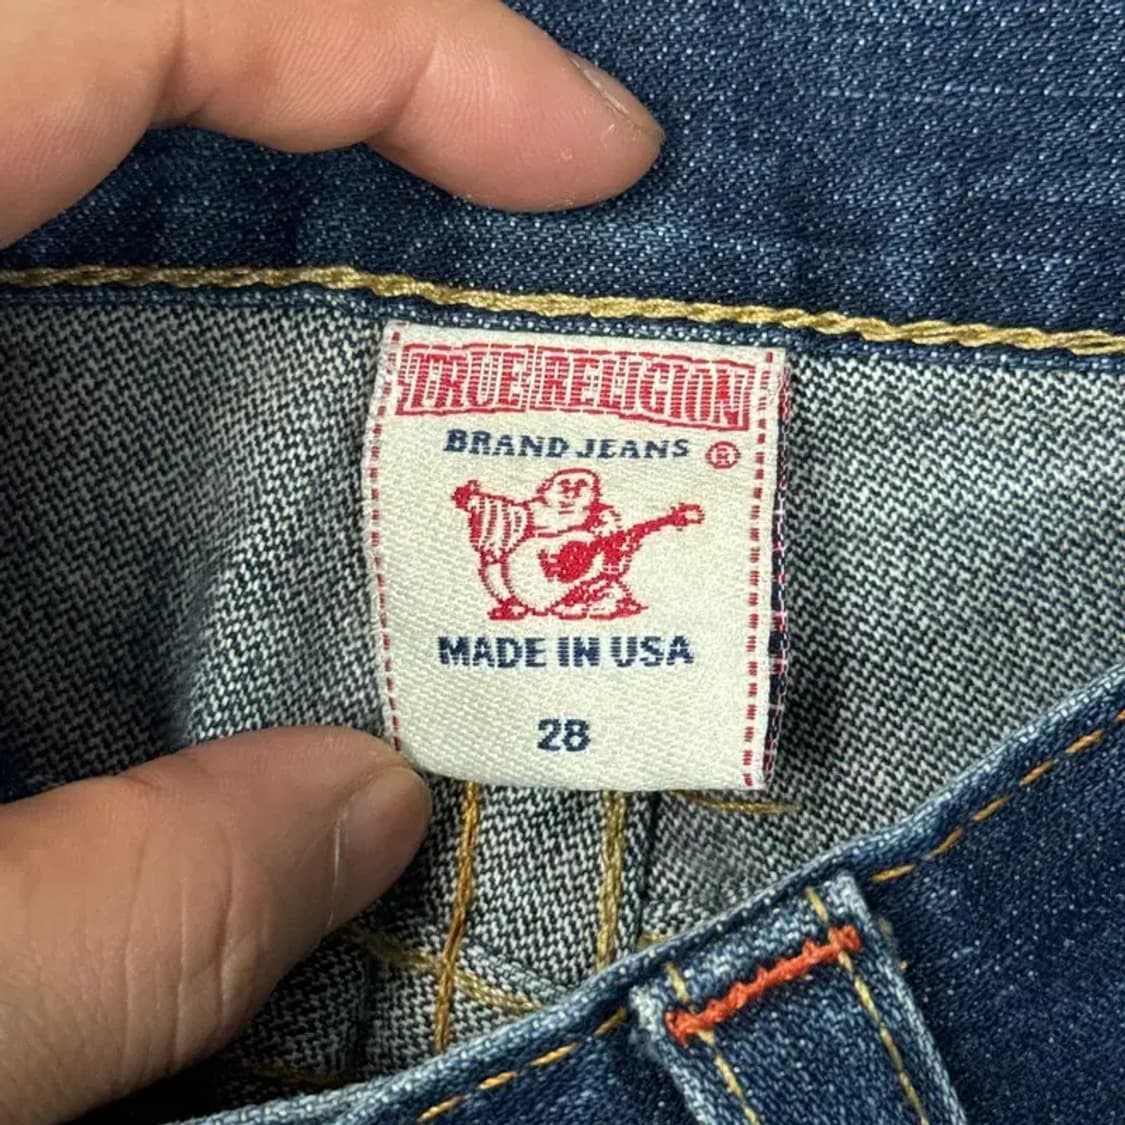 TRUE RELIGION
BRAND JEANS ®
MADE IN USA
28